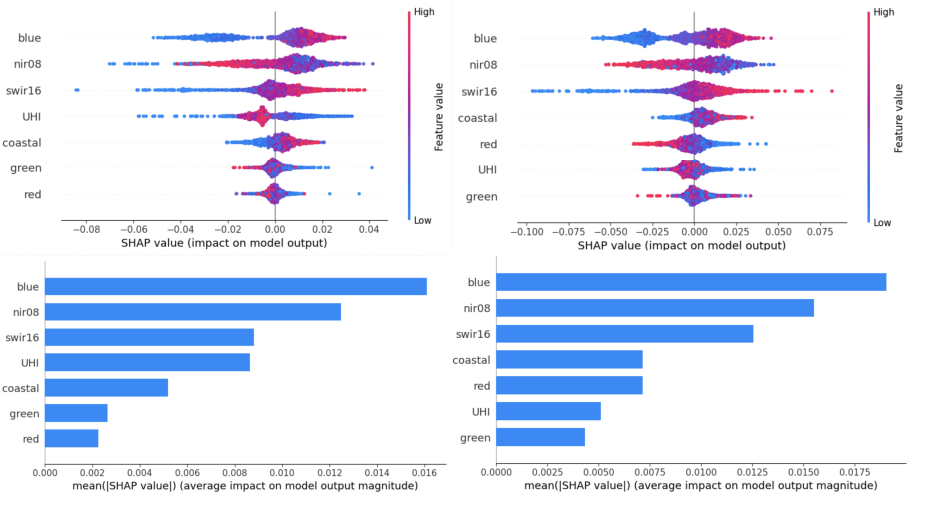 High
blue
nir08
swir16
UHI
coastal
green
red
Feature value
Low
−0.08 −0.06 −0.04 −0.02 0.00 0.02 0.04
SHAP value (impact on model output)
High
blue
nir08
swir16
coastal
red
UHI
green
Feature value
Low
−0.100 −0.075 −0.050 −0.025 0.000 0.025 0.050 0.075
SHAP value (impact on model output)
blue
nir08
swir16
UHI
coastal
green
red
0.000 0.002 0.004 0.006 0.008 0.010 0.012 0.014 0.016
mean(|SHAP value|) (average impact on model output magnitude)
blue
nir08
swir16
coastal
red
UHI
green
0.0000 0.0025 0.0050 0.0075 0.0100 0.0125 0.0150 0.0175
mean(|SHAP value|) (average impact on model output magnitude)